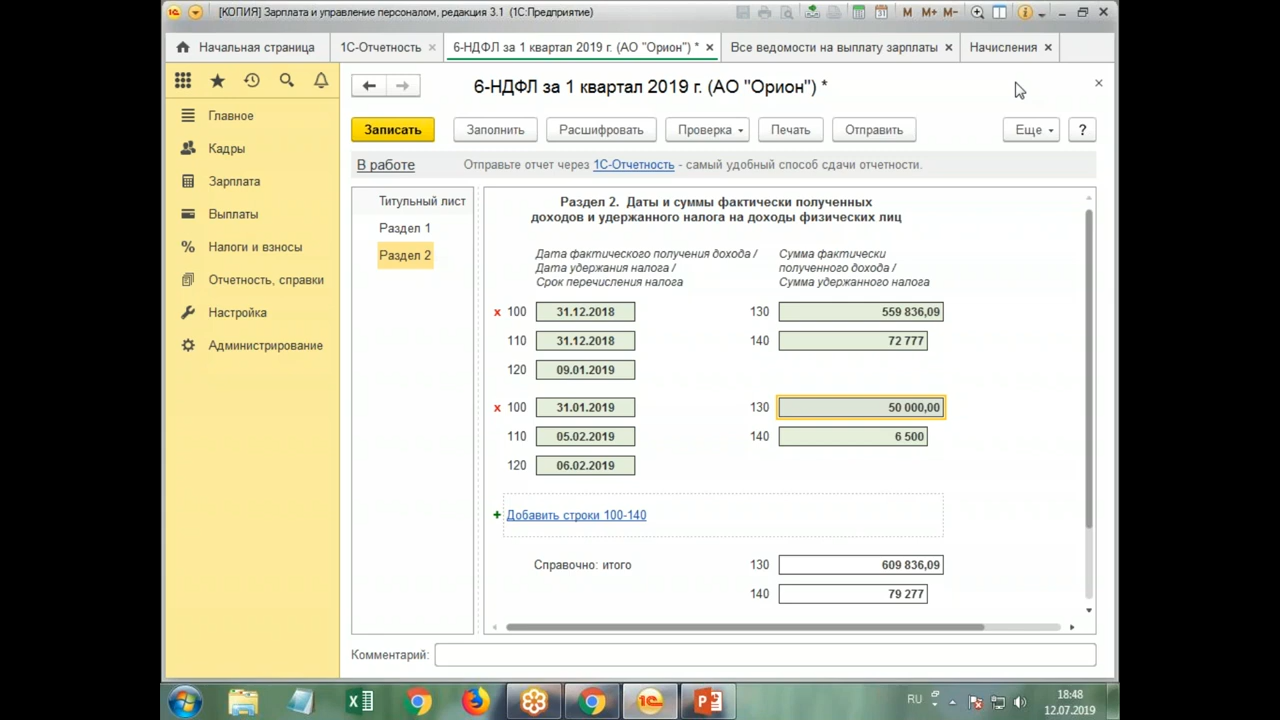 [КОПИЯ] Зарплата и управление персоналом, редакция 3.1 (1С:Предприятие)
M M+ M-
Начальная страница
1С-Отчетность ×
6-НДФЛ за 1 квартал 2019 г. (АО "Орион") * ×
Все ведомости на выплату зарплаты ×
Начисления ×
6-НДФЛ за 1 квартал 2019 г. (АО "Орион") *
Главное
Кадры
Зарплата
Выплаты
Налоги и взносы
Отчетность, справки
Настройка
Администрирование
Записать Заполнить Расшифровать Проверка Печать Отправить Еще ?
В работе Отправьте отчет через 1С-Отчетность - самый удобный способ сдачи отчетности.
Титульный лист
Раздел 1
Раздел 2
Раздел 2. Даты и суммы фактически полученных
доходов и удержанного налога на доходы физических лиц
Дата фактического получения дохода / Сумма фактически
Дата удержания налога / полученного дохода /
Срок перечисления налога Сумма удержанного налога
x 100 31.12.2018 130 559 836,09
110 31.12.2018 140 72 777
120 09.01.2019
x 100 31.01.2019 130 50 000,00
110 05.02.2019 140 6 500
120 06.02.2019
+ Добавить строки 100-140
Справочно: итого 130 609 836,09
140 79 277
Комментарий:
RU 18:48
12.07.2019